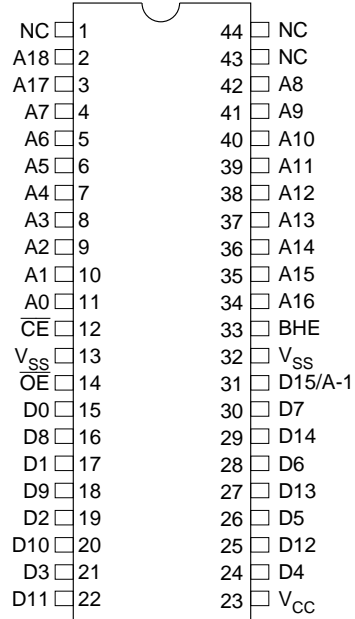 NC 1 44 NC
A18 2 43 NC
A17 3 42 A8
A7 4 41 A9
A6 5 40 A10
A5 6 39 A11
A4 7 38 A12
A3 8 37 A13
A2 9 36 A14
A1 10 35 A15
A0 11 34 A16
C̅E̅ 12 33 BHE
VSS 13 32 VSS
O̅E̅ 14 31 D15/A-1
D0 15 30 D7
D8 16 29 D14
D1 17 28 D6
D9 18 27 D13
D2 19 26 D5
D10 20 25 D12
D3 21 24 D4
D11 22 23 VCC